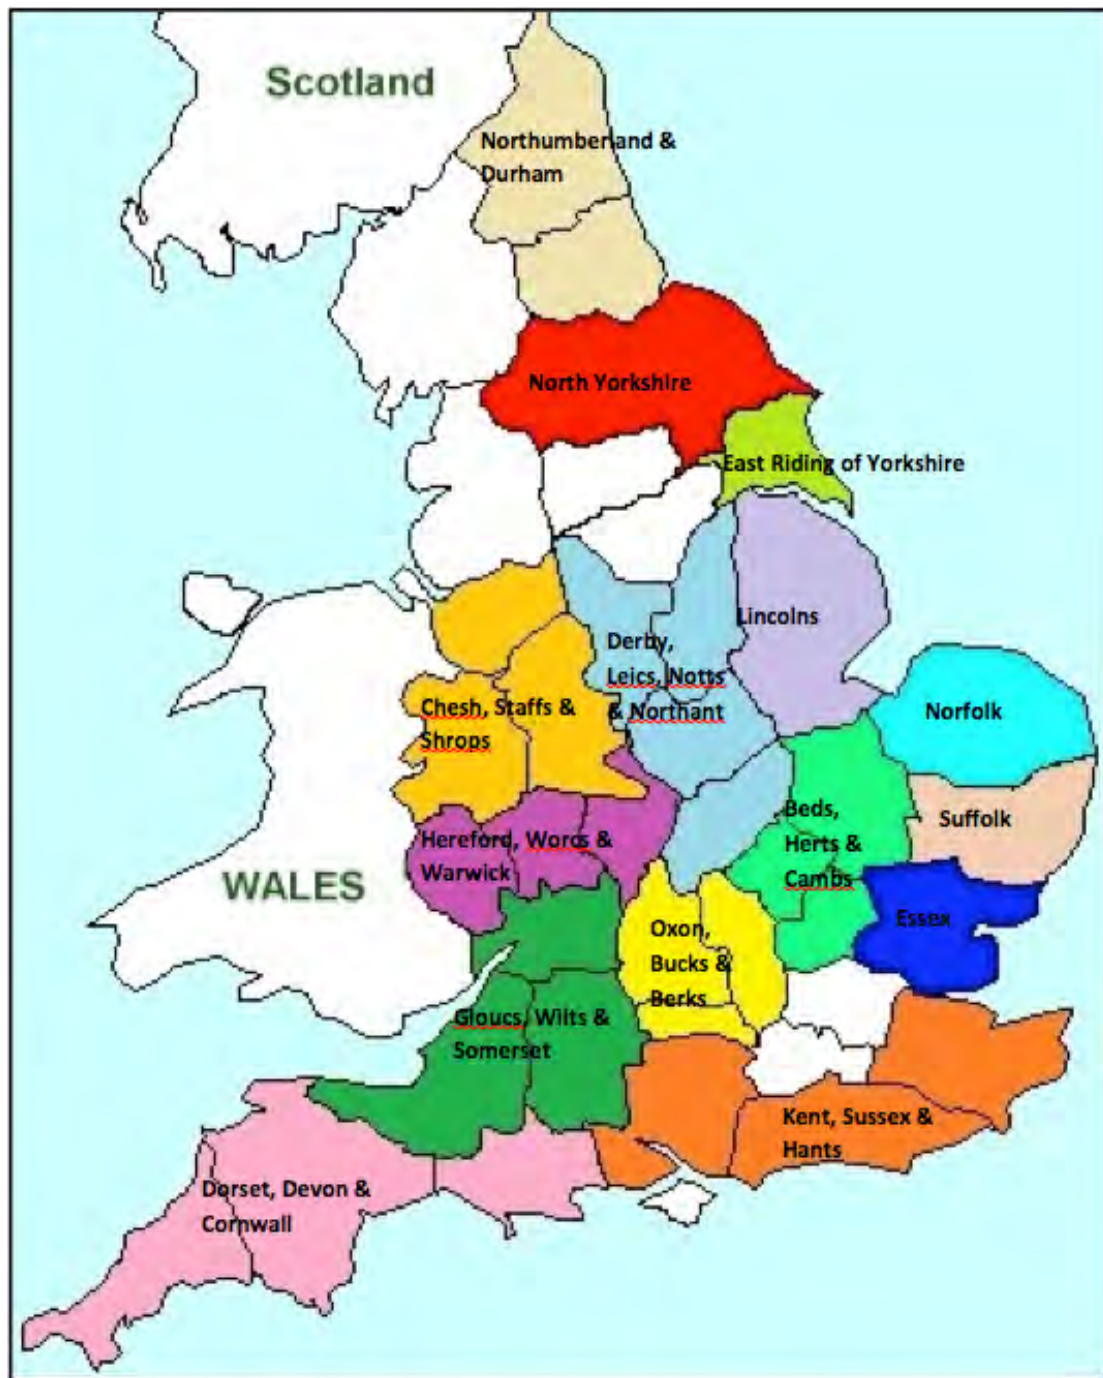 Scotland
Northumberland &
Durham
North Yorkshire
East Riding of Yorkshire
Lincolns
Derby,
Leics, Notts
& Northant
Norfolk
Chesh, Staffs &
Shrops
Beds,
Herts &
Cambs
Suffolk
Hereford, Worcs &
Warwick
WALES
Essex
Oxon,
Bucks &
Berks
Gloucs, Wilts &
Somerset
Kent, Sussex &
Hants
Dorset, Devon &
Cornwall